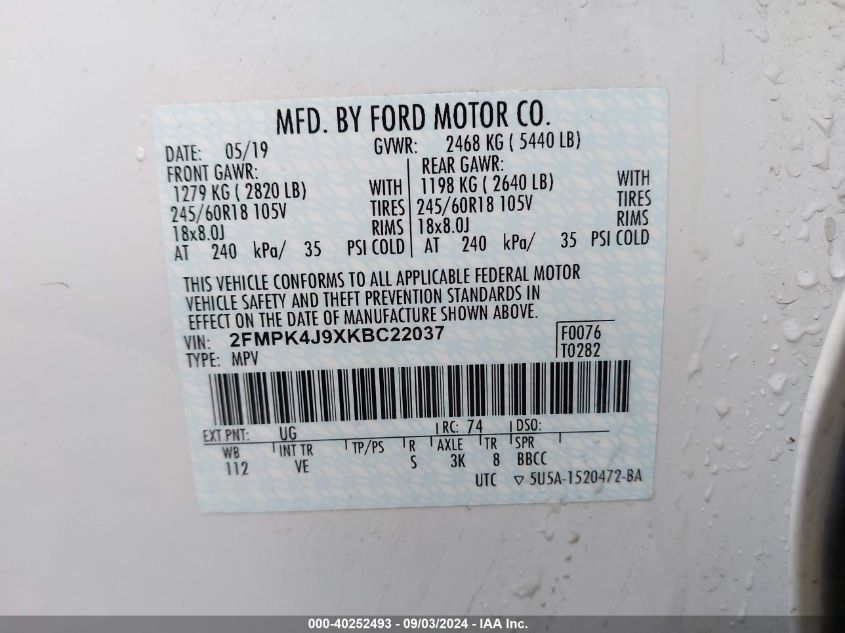 MFD. BY FORD MOTOR CO.
DATE: 05/19 GVWR: 2468 KG ( 5440 LB)
FRONT GAWR: REAR GAWR:
1279 KG ( 2820 LB) WITH 1198 KG ( 2640 LB) WITH
245/60R18 105V TIRES 245/60R18 105V TIRES
18x8.0J RIMS 18x8.0J RIMS
AT 240 kPa/ 35 PSI COLD AT 240 kPa/ 35 PSI COLD
THIS VEHICLE CONFORMS TO ALL APPLICABLE FEDERAL MOTOR
VEHICLE SAFETY AND THEFT PREVENTION STANDARDS IN
EFFECT ON THE DATE OF MANUFACTURE SHOWN ABOVE.
VIN: 2FMPK4J9XKBC22037 F0076
TYPE: MPV T0282
EXT PNT: UG RC: 74 DSO:
WB INT TR TP/PS R AXLE TR SPR
112 VE S 3K 8 BBCC
UTC ▽ 5U5A-1520472-BA
000-40252493 - 09/03/2024 - IAA Inc.